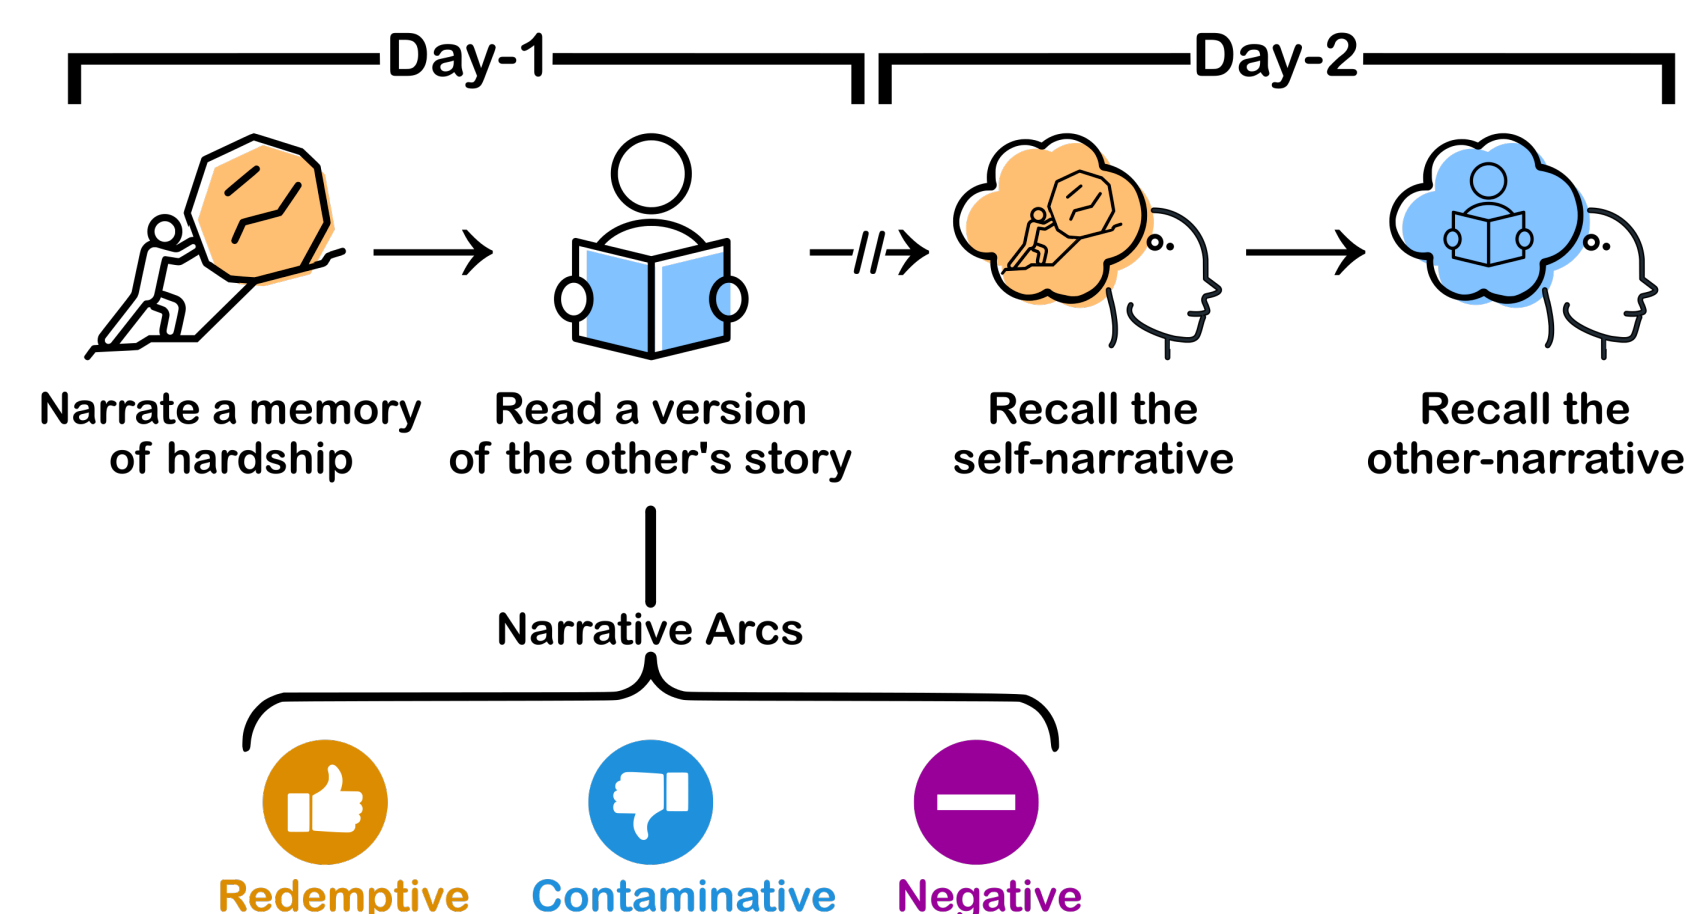 Day-1
Day-2
Narrate a memory
of hardship
Read a version
of the other's story
Recall the
self-narrative
Recall the
other-narrative
Narrative Arcs
Redemptive
Contaminative
Negative